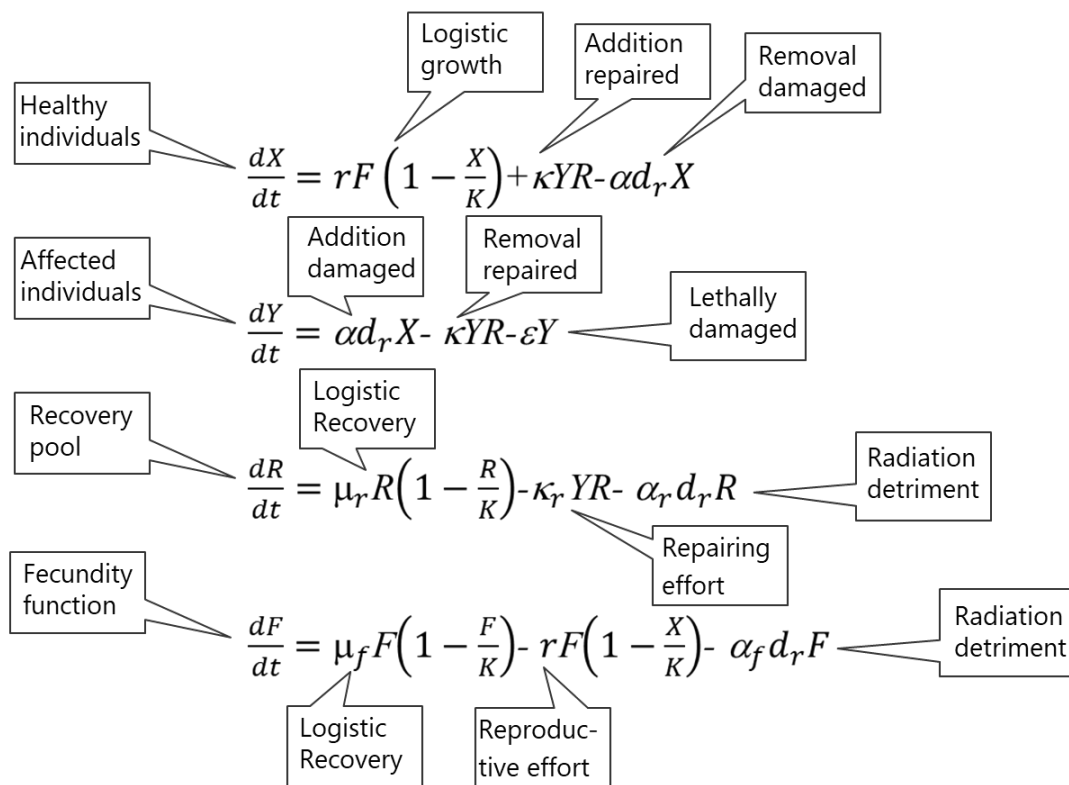 Logistic
growth
Addition
repaired
Removal
damaged
Healthy
individuals
dX/dt = rF(1 − X/K)+κYR-αd_rX
Addition
damaged
Removal
repaired
Affected
individuals
Lethally
damaged
dY/dt = αd_rX- κYR-εY
Logistic
Recovery
Recovery
pool
Radiation
detriment
dR/dt = μ_rR(1 − R/K)-κ_rYR- α_rd_rR
Repairing
effort
Fecundity
function
Radiation
detriment
dF/dt = μ_fF(1 − F/K)- rF(1 − X/K)- α_fd_rF
Logistic
Recovery
Reproduc-
tive effort